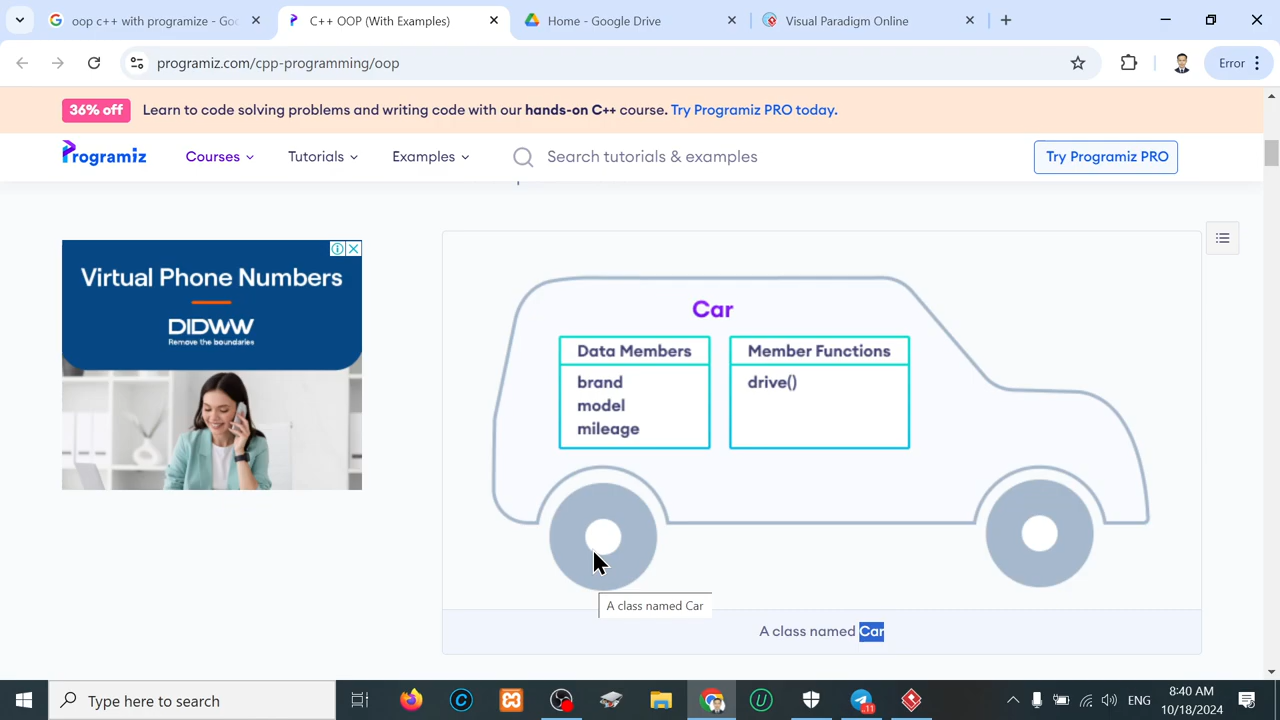 oop c++ with programize - Goo
C++ OOP (With Examples)
Home - Google Drive
Visual Paradigm Online
programiz.com/cpp-programming/oop
Error
36% off
Learn to code solving problems and writing code with our hands-on C++ course. Try Programiz PRO today.
Programiz
Courses
Tutorials
Examples
Search tutorials & examples
Try Programiz PRO
Virtual Phone Numbers
DIDWW
Remove the boundaries
Car
Data Members
brand
model
mileage
Member Functions
drive()
A class named Car
A class named Car
Type here to search
11
ENG
8:40 AM
10/18/2024